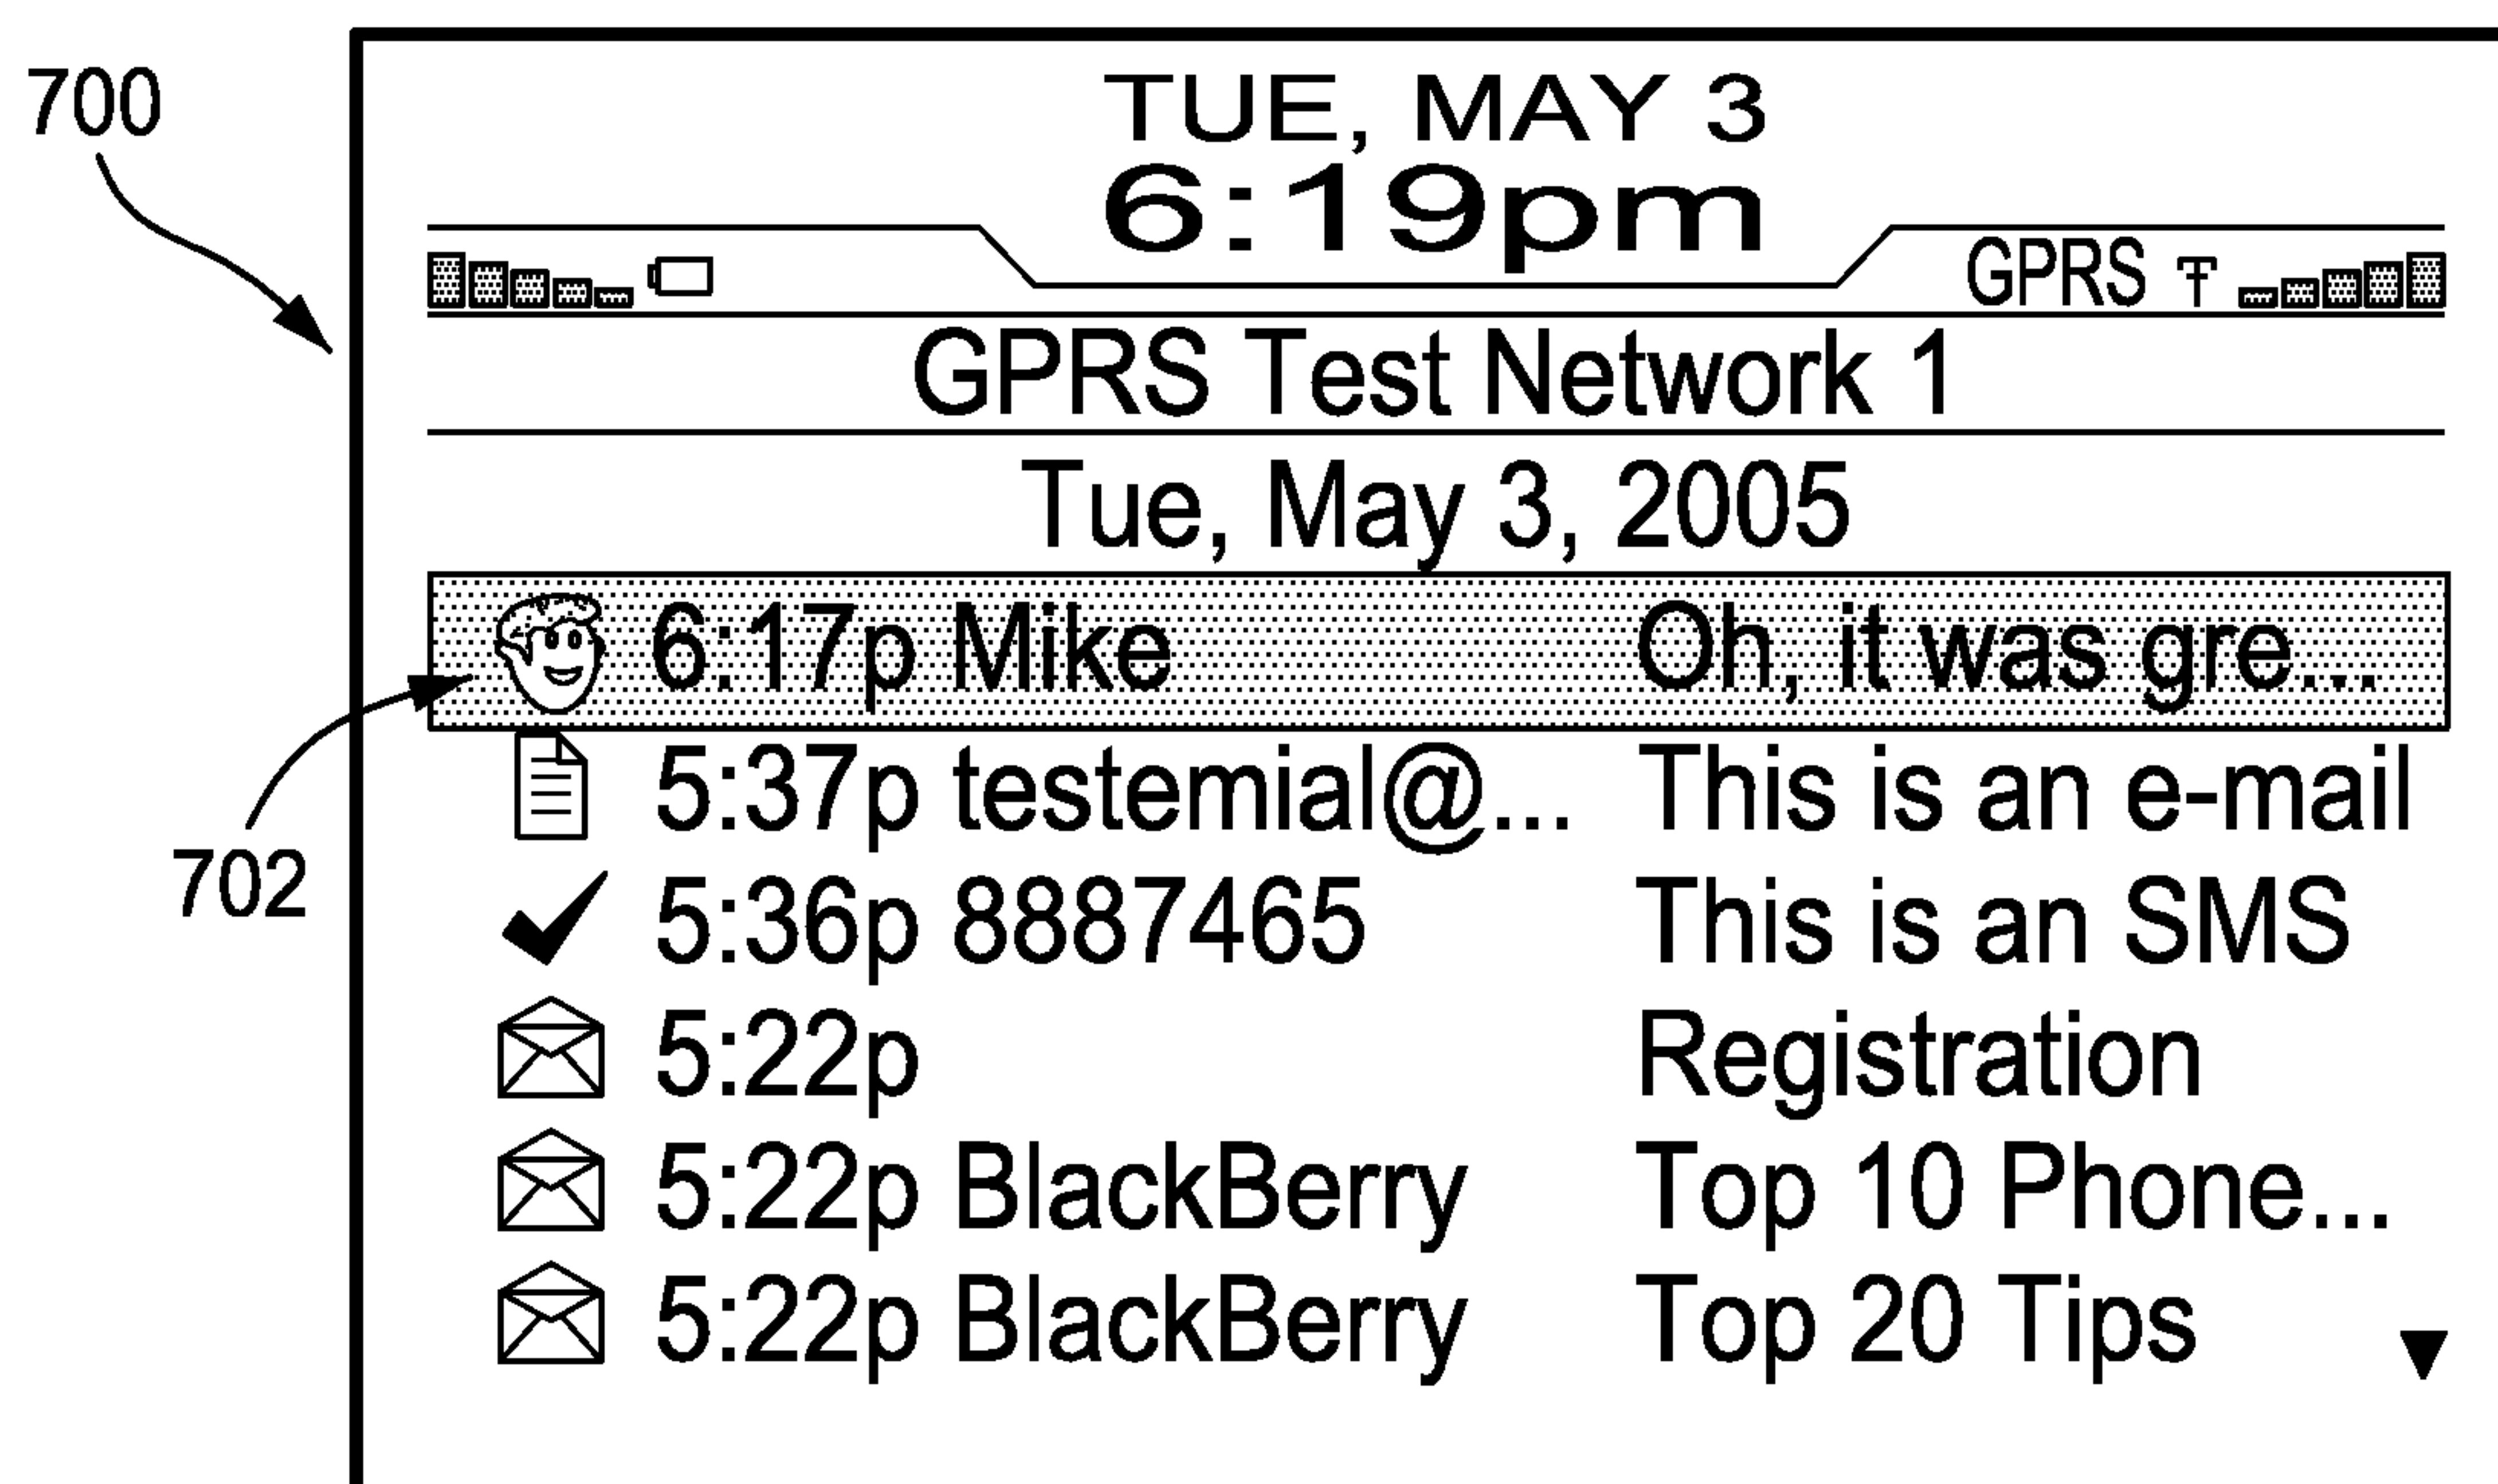 700
TUE, MAY 3
6:19pm
GPRS
GPRS Test Network 1
Tue, May 3, 2005
6:17p Mike Oh, it was gre...
5:37p testemial@... This is an e-mail
702
5:36p 8887465 This is an SMS
5:22p Registration
5:22p BlackBerry Top 10 Phone...
5:22p BlackBerry Top 20 Tips